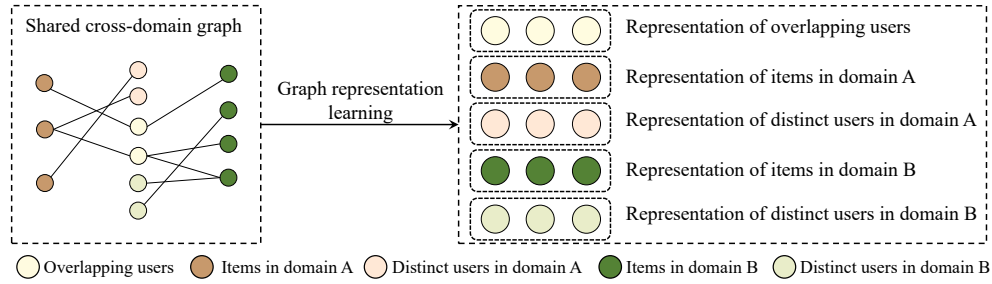 Shared cross-domain graph
Graph representation
learning
Representation of overlapping users
Representation of items in domain A
Representation of distinct users in domain A
Representation of items in domain B
Representation of distinct users in domain B
Overlapping users
Items in domain A
Distinct users in domain A
Items in domain B
Distinct users in domain B